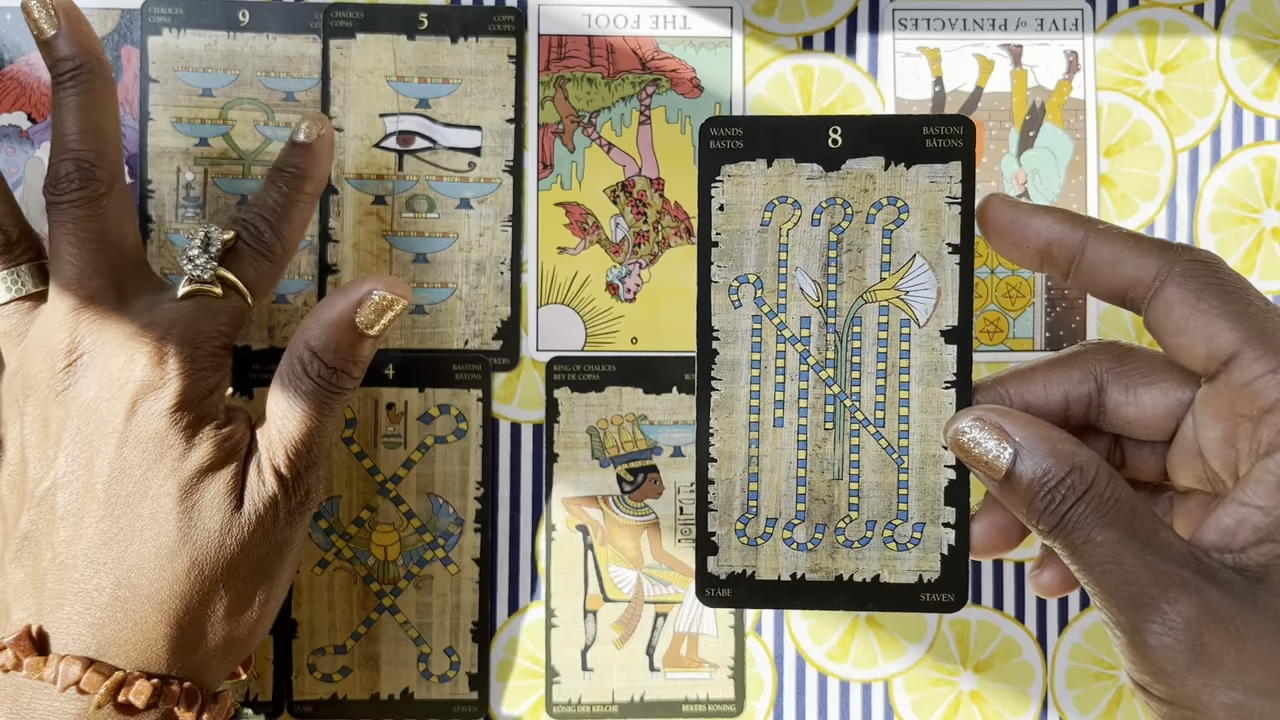 CHALICES
COPAS
9
CHALICES
COPAS
5
COPPE
COUPES
THE FOOL
0
FIVE of PENTACLES
WANDS
BASTOS
8
BASTONI
BÂTONS
STÄBE
STAVEN
4
BASTONI
BÂTONS
STÄBE
STAVEN
KING OF CHALICES
REY DE COPAS
KÖNIG DER KELCHE
BEKERS KONING